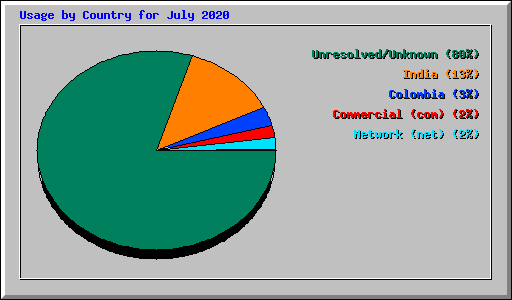 Usage by Country for July 2020
Unresolved/Unknown (80%)
India (13%)
Colombia (3%)
Commercial (com) (2%)
Network (net) (2%)